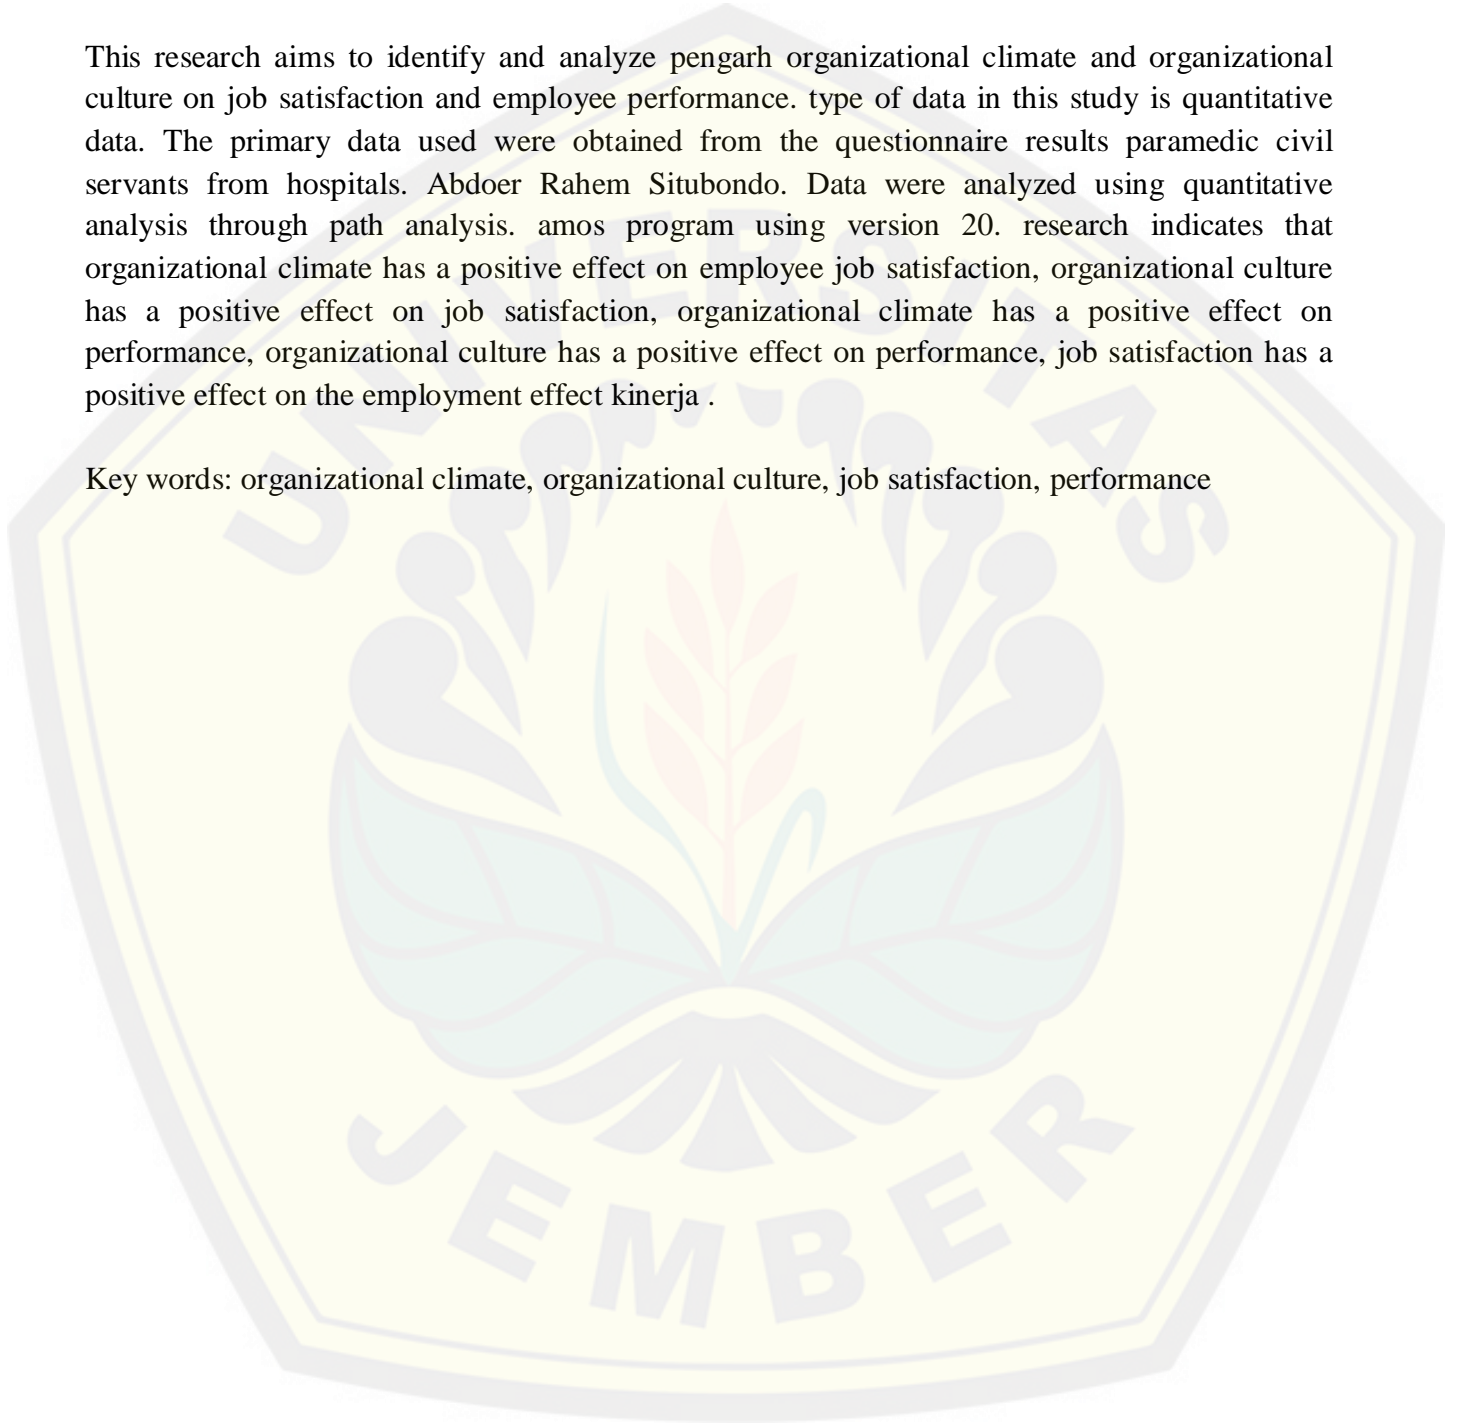 This research aims to identify and analyze pengarh organizational climate and organizational
culture on job satisfaction and employee performance. type of data in this study is quantitative
data. The primary data used were obtained from the questionnaire results paramedic civil
servants from hospitals. Abdoer Rahem Situbondo. Data were analyzed using quantitative
analysis through path analysis. amos program using version 20. research indicates that
organizational climate has a positive effect on employee job satisfaction, organizational culture
has a positive effect on job satisfaction, organizational climate has a positive effect on
performance, organizational culture has a positive effect on performance, job satisfaction has a
positive effect on the employment effect kinerja .
Key words: organizational climate, organizational culture, job satisfaction, performance
UNIVERSITAS
JEMBER